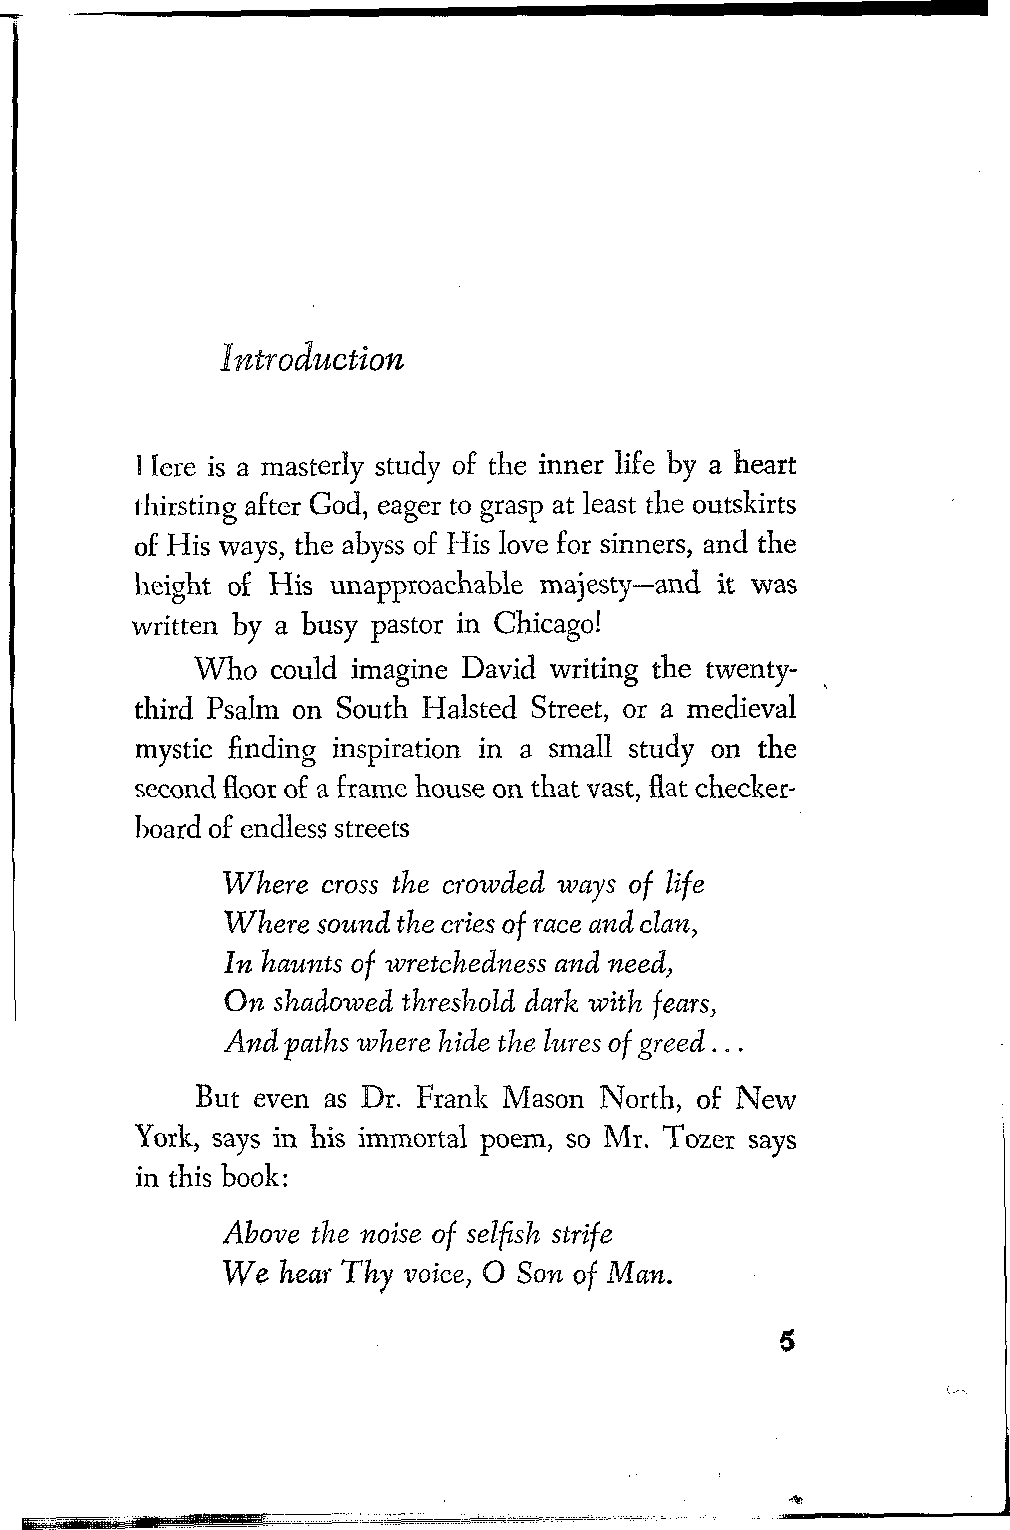 Introduction
Here is a masterly study of the inner life by a heart
thirsting after God, eager to grasp at least the outskirts
of His ways, the abyss of His love for sinners, and the
height of His unapproachable majesty—and it was
written by a busy pastor in Chicago!
Who could imagine David writing the twenty-
third Psalm on South Halsted Street, or a medieval
mystic finding inspiration in a small study on the
second floor of a frame house on that vast, flat checker-
board of endless streets
Where cross the crowded ways of life
Where sound the cries of race and clan,
In haunts of wretchedness and need,
On shadowed threshold dark with fears,
And paths where hide the lures of greed . . .
But even as Dr. Frank Mason North, of New
York, says in his immortal poem, so Mr. Tozer says
in this book:
Above the noise of selfish strife
We hear Thy voice, O Son of Man.
5